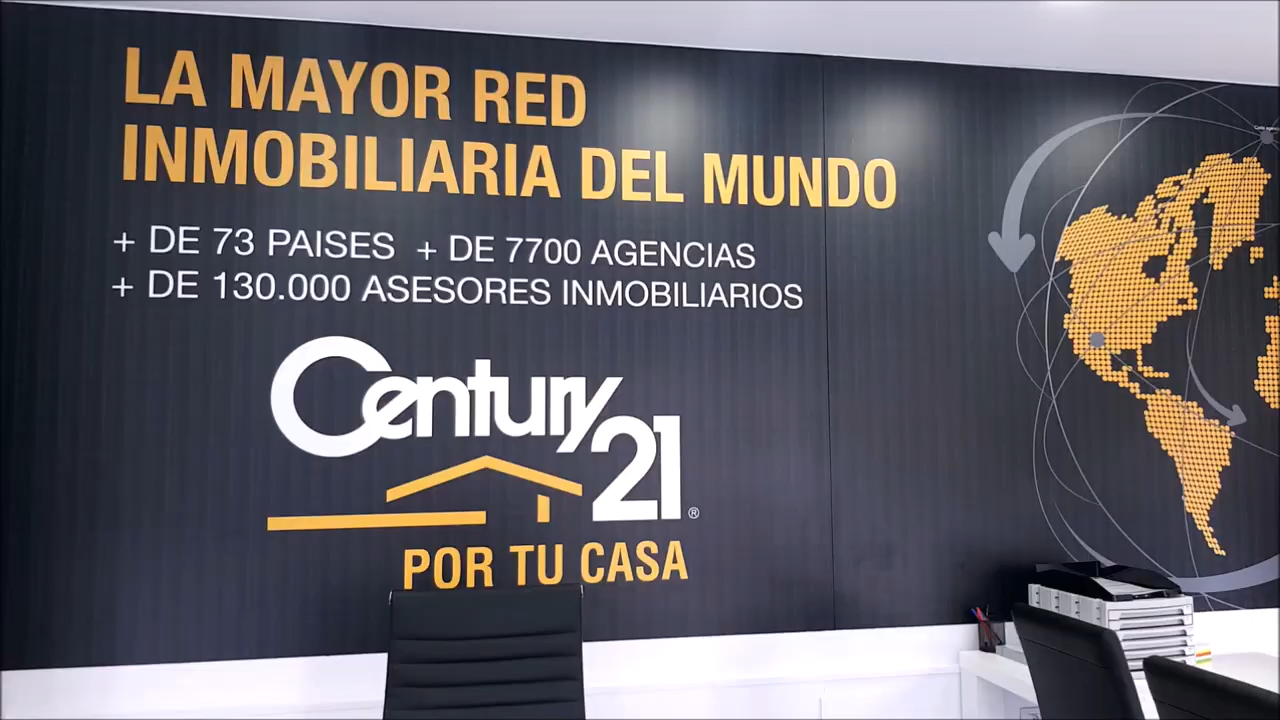 LA MAYOR RED
INMOBILIARIA DEL MUNDO
+ DE 73 PAISES + DE 7700 AGENCIAS
+ DE 130.000 ASESORES INMOBILIARIOS
Century
21®
POR TU CASA